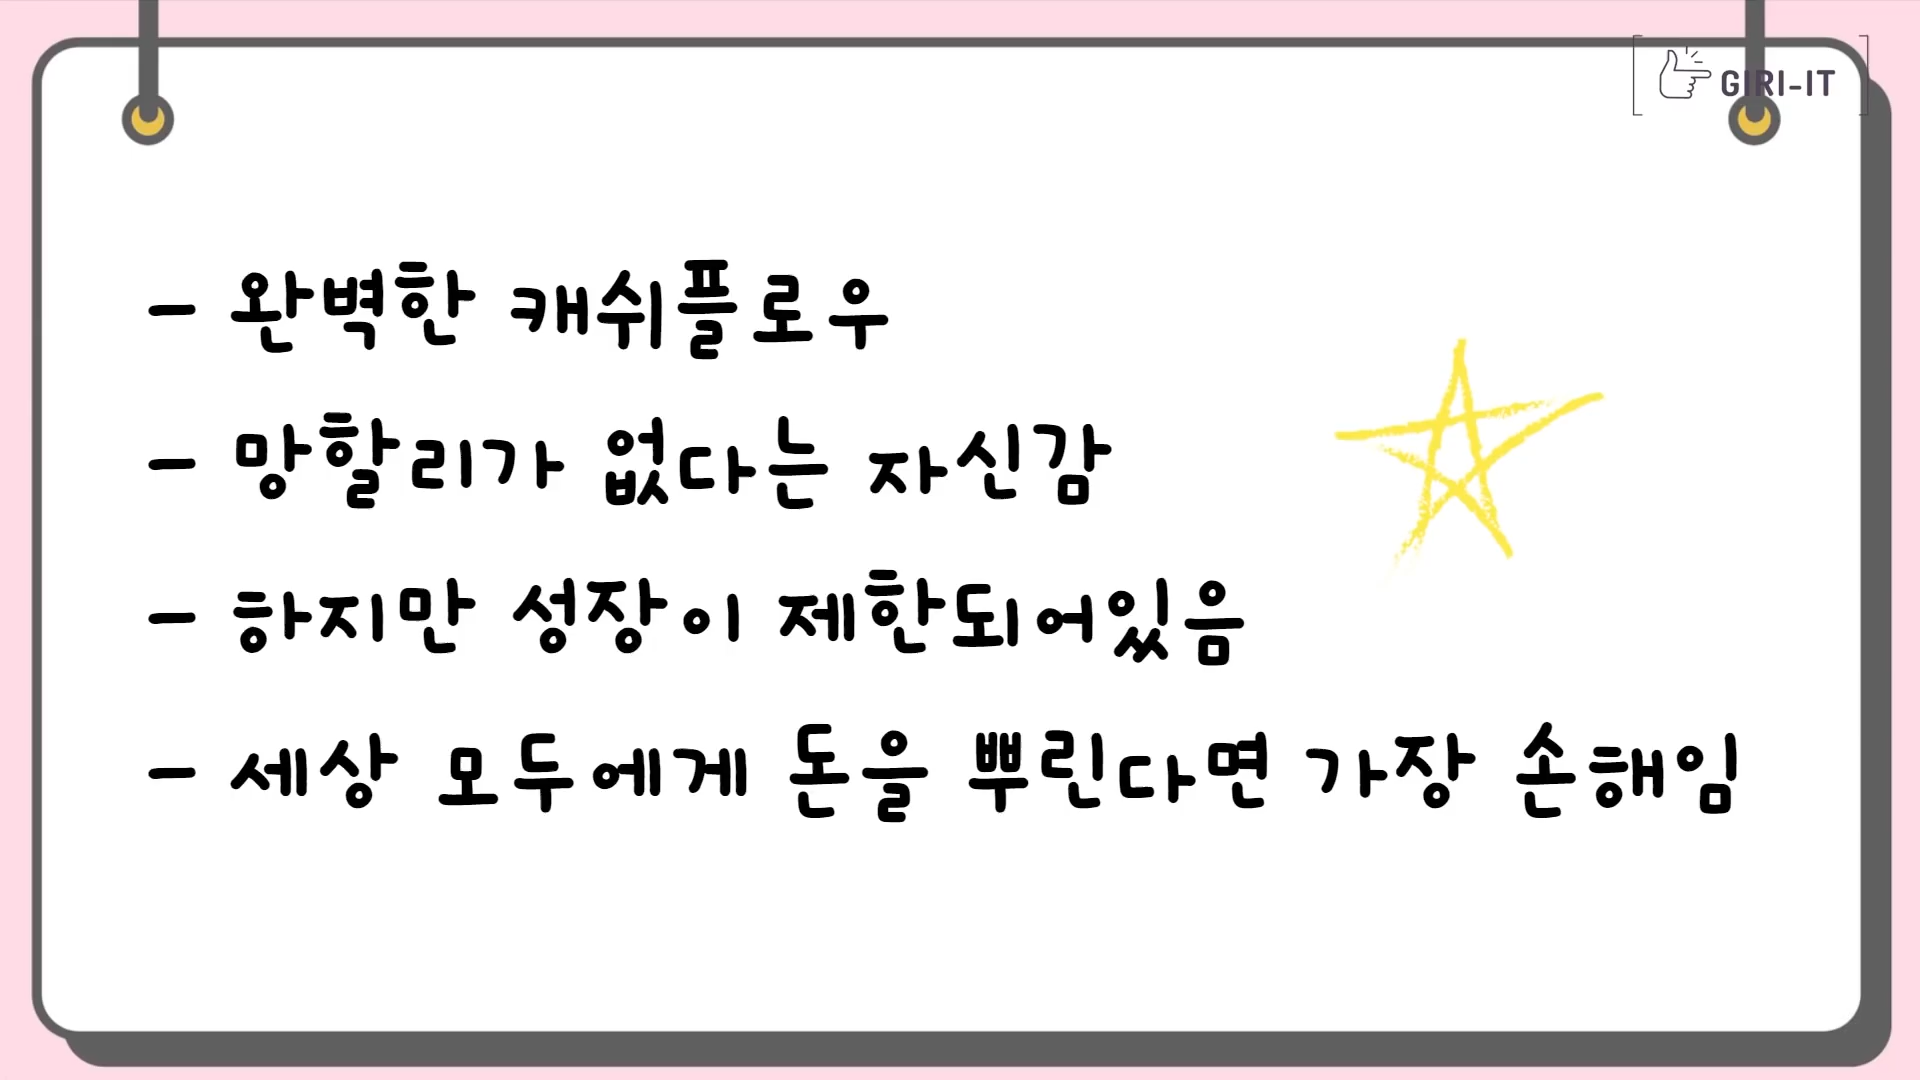 GIRI-IT
- 완벽한 캐쉬플로우
- 망할리가 없다는 자신감
- 하지만 성장이 제한되어있음
- 세상 모두에게 돈을 뿌린다면 가장 손해임